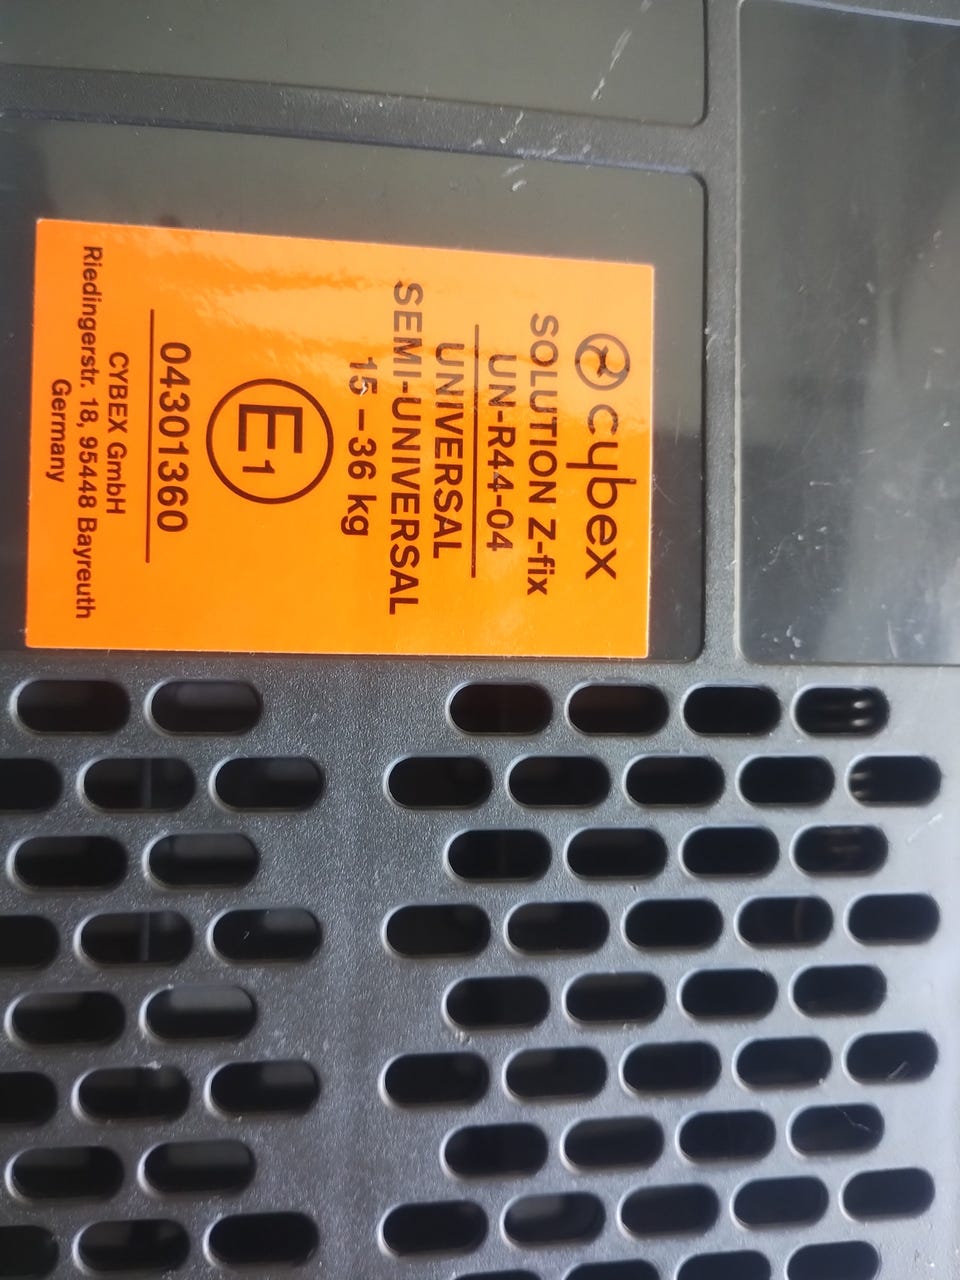 cybex
SOLUTION Z-fix
UN-R44-04
UNIVERSAL
SEMI-UNIVERSAL
15 – 36 kg
E1
04301360
CYBEX GmbH
Riedingerstr. 18, 95448 Bayreuth
Germany